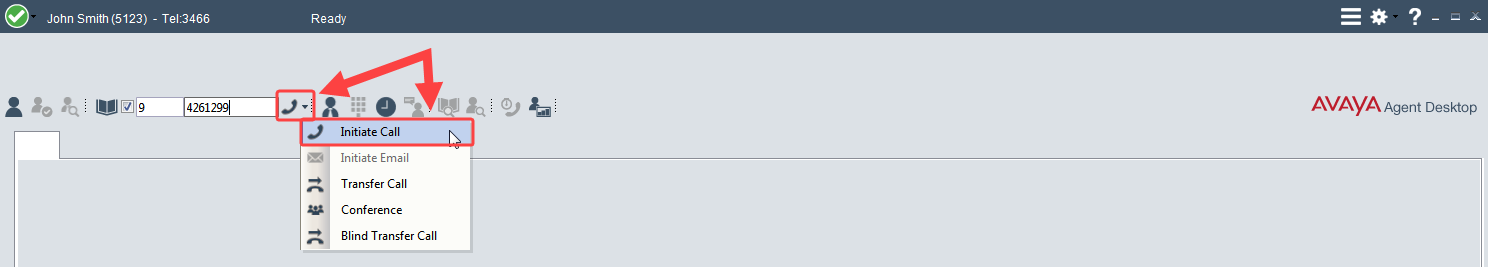 John Smith (5123) - Tel:3466 Ready
9 4261299
AVAYA Agent Desktop
Initiate Call
Initiate Email
Transfer Call
Conference
Blind Transfer Call